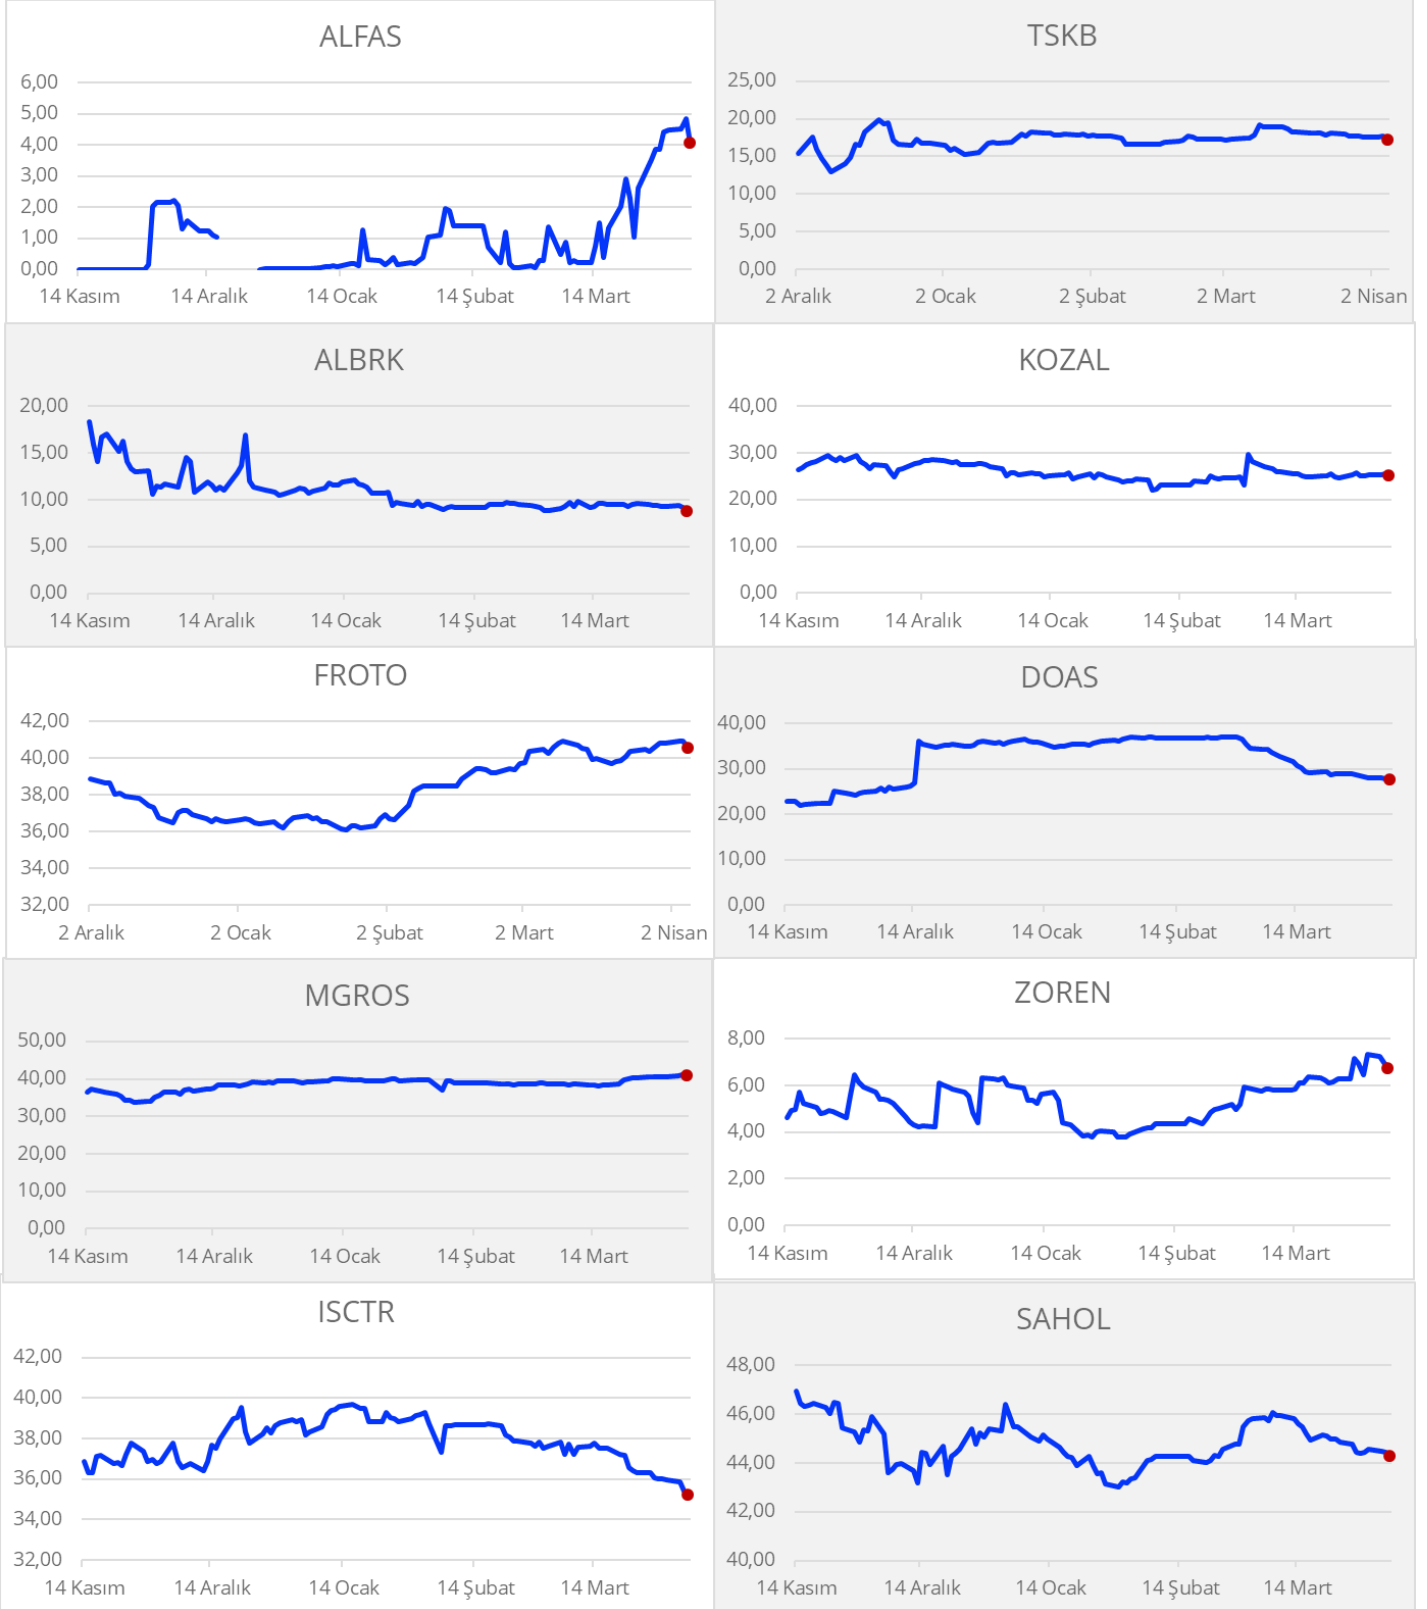 ALFAS
6,00
5,00
4,00
3,00
2,00
1,00
0,00
14 Kasım 14 Aralık 14 Ocak 14 Şubat 14 Mart
TSKB
25,00
20,00
15,00
10,00
5,00
0,00
2 Aralık 2 Ocak 2 Şubat 2 Mart 2 Nisan
ALBRK
20,00
15,00
10,00
5,00
0,00
14 Kasım 14 Aralık 14 Ocak 14 Şubat 14 Mart
KOZAL
40,00
30,00
20,00
10,00
0,00
14 Kasım 14 Aralık 14 Ocak 14 Şubat 14 Mart
FROTO
42,00
40,00
38,00
36,00
34,00
32,00
2 Aralık 2 Ocak 2 Şubat 2 Mart 2 Nisan
DOAS
40,00
30,00
20,00
10,00
0,00
14 Kasım 14 Aralık 14 Ocak 14 Şubat 14 Mart
MGROS
50,00
40,00
30,00
20,00
10,00
0,00
14 Kasım 14 Aralık 14 Ocak 14 Şubat 14 Mart
ZOREN
8,00
6,00
4,00
2,00
0,00
14 Kasım 14 Aralık 14 Ocak 14 Şubat 14 Mart
ISCTR
42,00
40,00
38,00
36,00
34,00
32,00
14 Kasım 14 Aralık 14 Ocak 14 Şubat 14 Mart
SAHOL
48,00
46,00
44,00
42,00
40,00
14 Kasım 14 Aralık 14 Ocak 14 Şubat 14 Mart